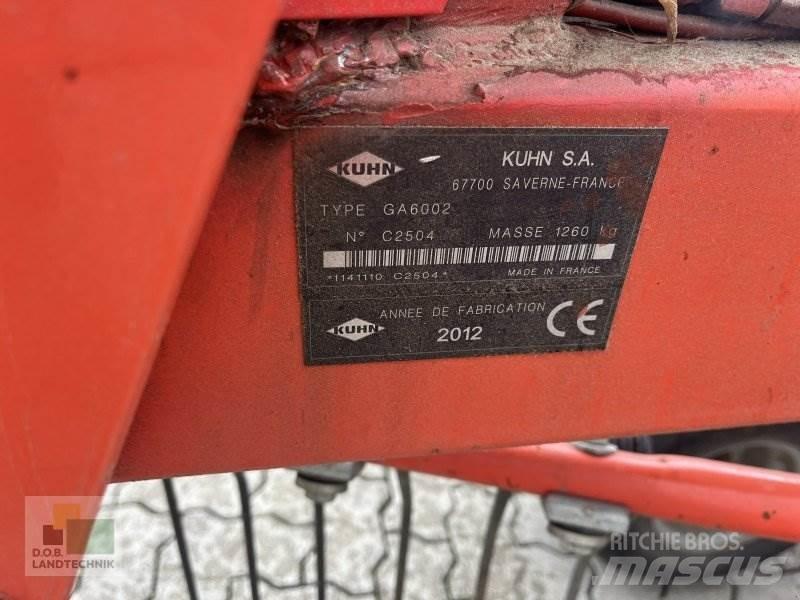 KUHN
KUHN S.A.
67700 SAVERNE-FRANCE
TYPE GA6002
N° C2504 MASSE 1260 kg
*1141110 C2504.*
MADE IN FRANCE
KUHN
ANNEE DE FABRICATION
2012
CE
D.O.B.
LANDTECHNIK
RITCHIE BROS.
MASCUS